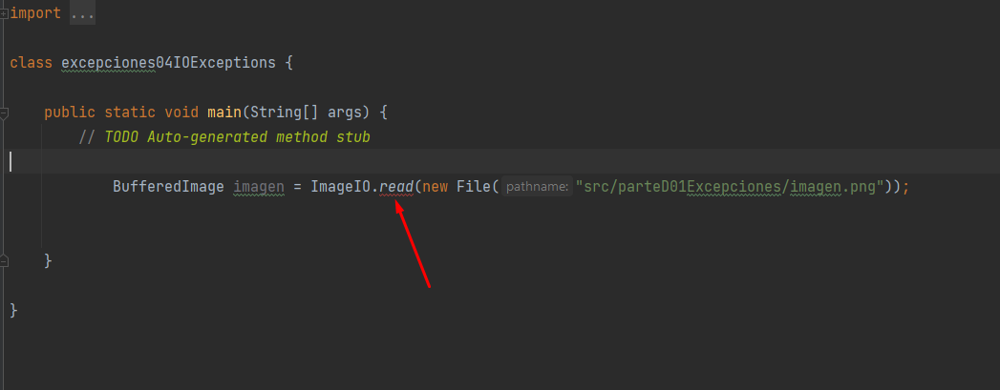 import ...
class excepciones04IOExceptions {
public static void main(String[] args) {
// TODO Auto-generated method stub
BufferedImage imagen = ImageIO.read(new File( pathname: "src/parteD01Excepciones/imagen.png"));
}
}